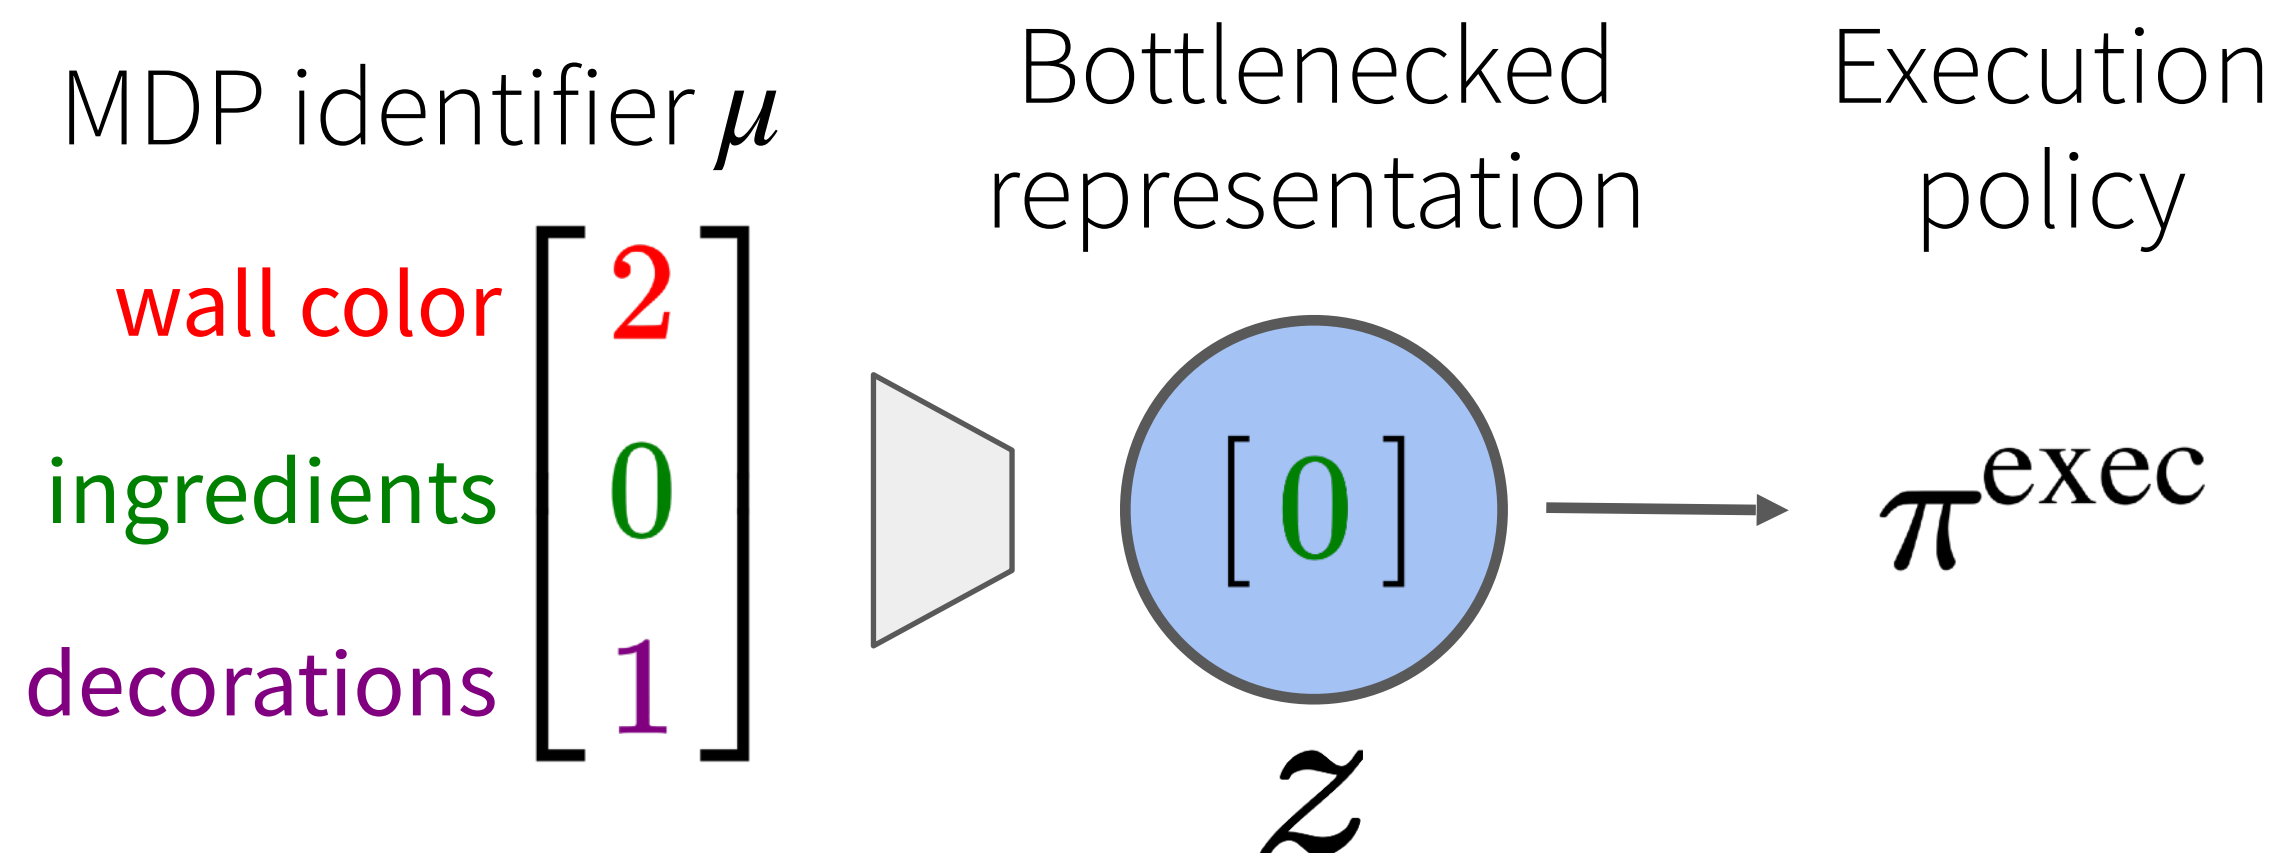 MDP identifier μ
Bottlenecked
representation
Execution
policy
wall color
2
ingredients
0
decorations
1
[0]
z
π^exec